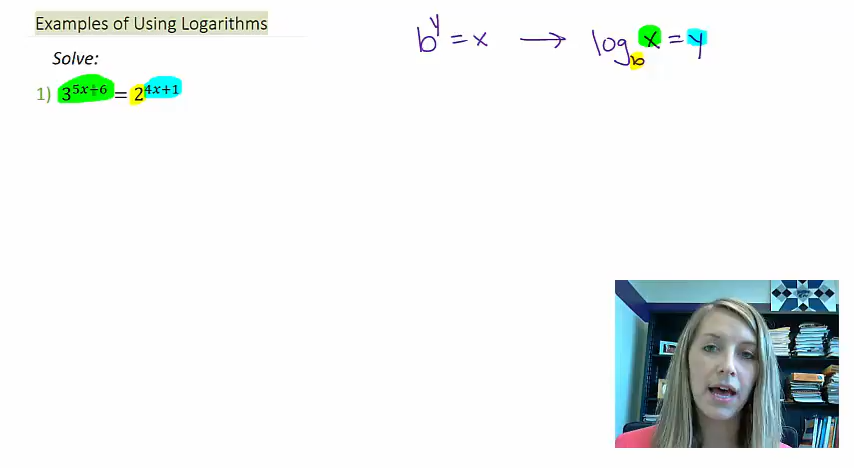 Examples of Using Logarithms
b^y = x → log_b x = y
Solve:
1) 3^{5x+6} = 2^{4x+1}